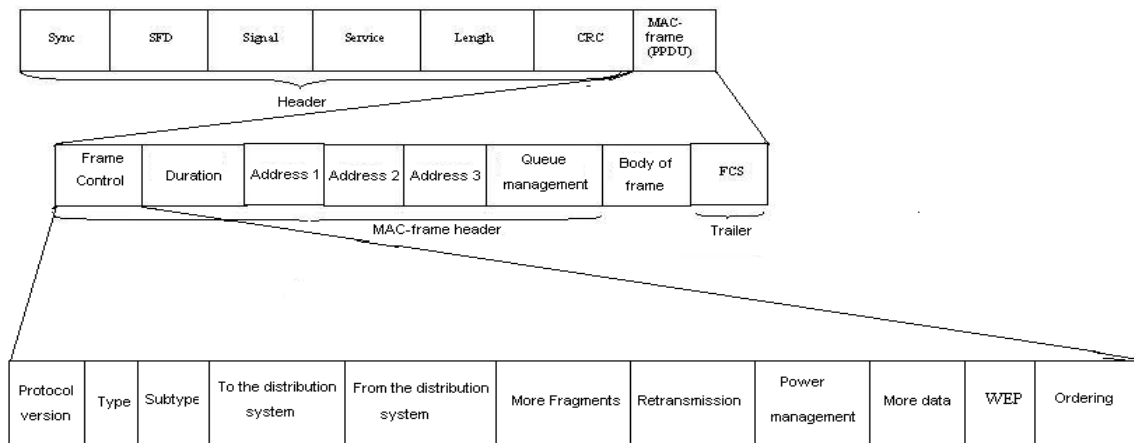 Sync SFD Signal Service Length CRC MAC-
frame
(PPDU)
Header
Frame
Control
Duration
Address 1
Address 2
Address 3
Queue
management
Body of
frame
FCS
MAC-frame header
Trailer
Protocol
version
Type
Subtype
To the distribution
system
From the distribution
system
More Fragments
Retransmission
Power
management
More data
WEP
Ordering